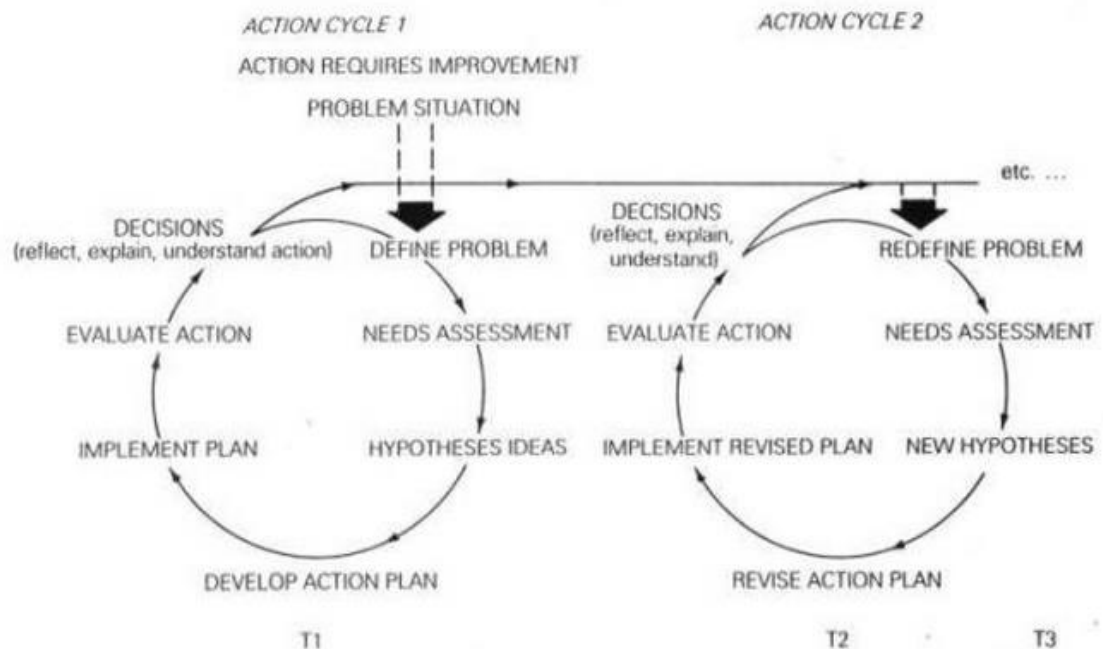 ACTION CYCLE 1
ACTION REQUIRES IMPROVEMENT
PROBLEM SITUATION
DECISIONS
(reflect, explain, understand action)
DEFINE PROBLEM
EVALUATE ACTION
NEEDS ASSESSMENT
IMPLEMENT PLAN
HYPOTHESES IDEAS
DEVELOP ACTION PLAN
T1
ACTION CYCLE 2
etc. ...
DECISIONS
(reflect, explain,
understand)
REDEFINE PROBLEM
EVALUATE ACTION
NEEDS ASSESSMENT
IMPLEMENT REVISED PLAN
NEW HYPOTHESES
REVISE ACTION PLAN
T2
T3